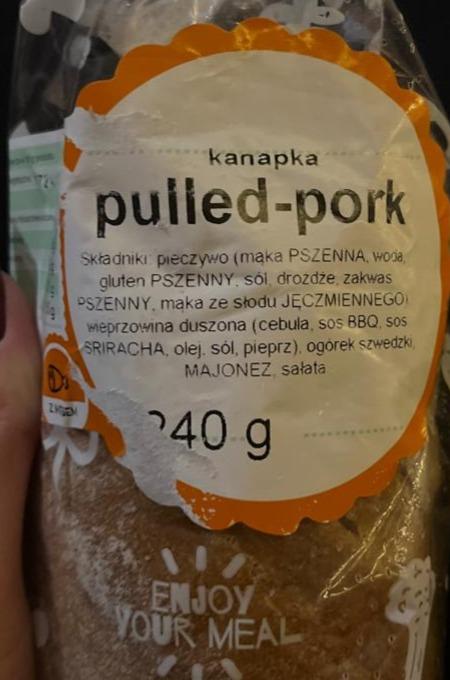 kanapka
pulled-pork
Składniki: pieczywo (mąka PSZENNA, woda,
gluten PSZENNY, sól, drożdże, zakwas
PSZENNY, mąka ze słodu JĘCZMIENNEGO)
wieprzowina duszona (cebula, sos BBQ, sos
SRIRACHA, olej, sól, pieprz), ogórek szwedzki,
MAJONEZ, sałata
240 g
ENJOY
YOUR MEAL